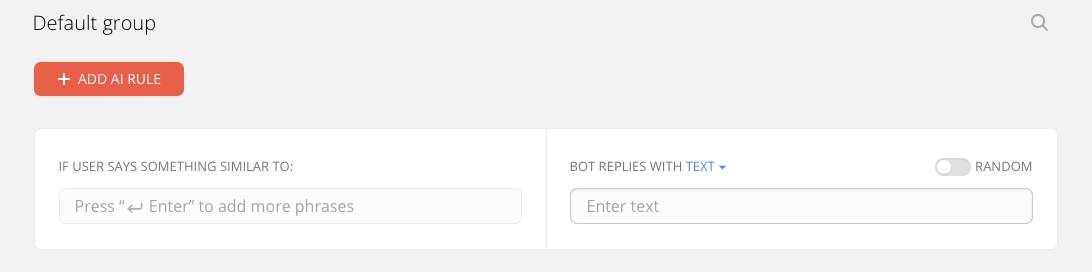 Default group
+ ADD AI RULE
IF USER SAYS SOMETHING SIMILAR TO:
BOT REPLIES WITH TEXT
RANDOM
Press “↵ Enter” to add more phrases
Enter text